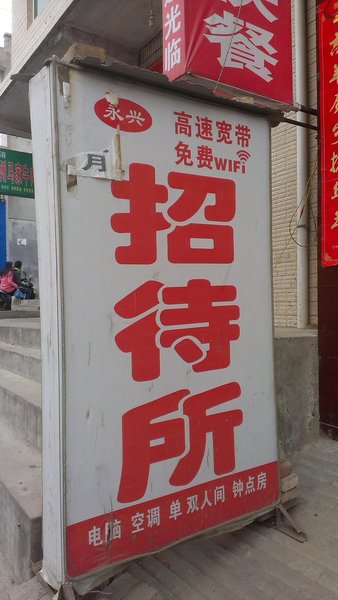 永兴
高速宽带
免费WIFI
月
招待所
电脑 空调 单 双人间 钟点房
光临
餐